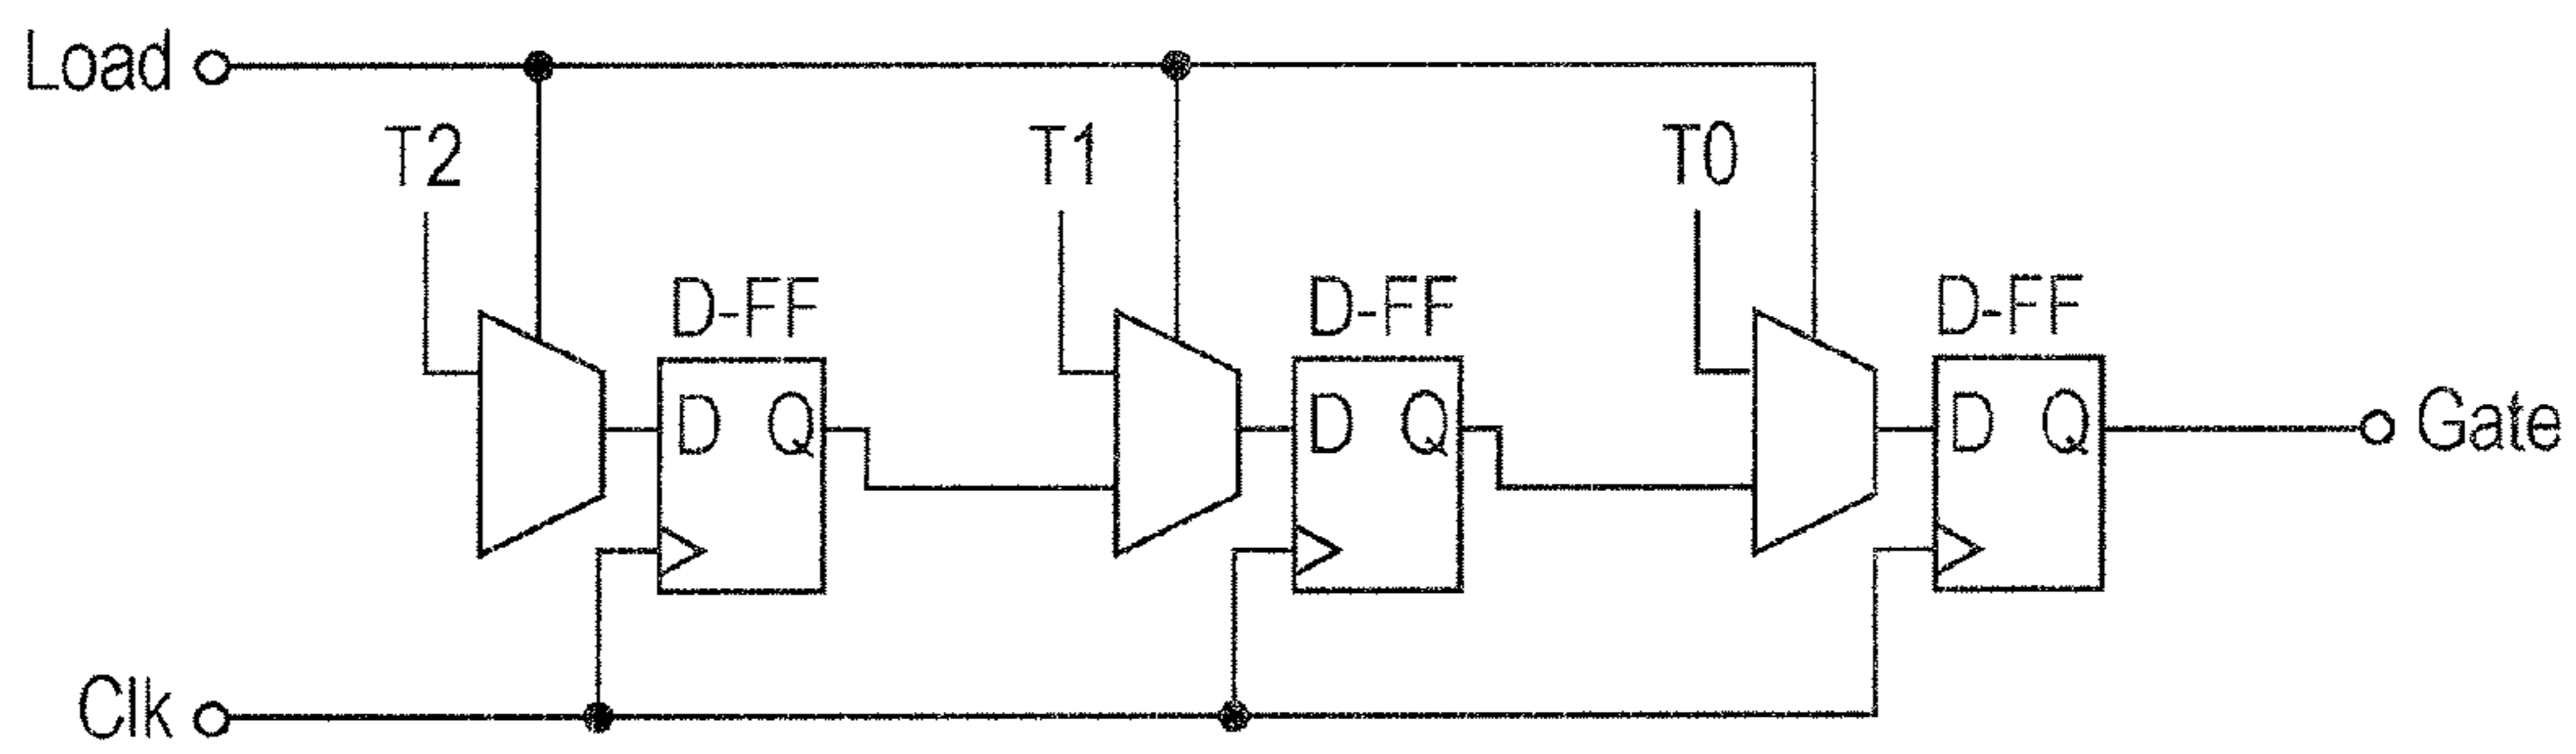 Load
T2
T1
T0
D-FF
D-FF
D-FF
D Q
D Q
D Q
Gate
Clk